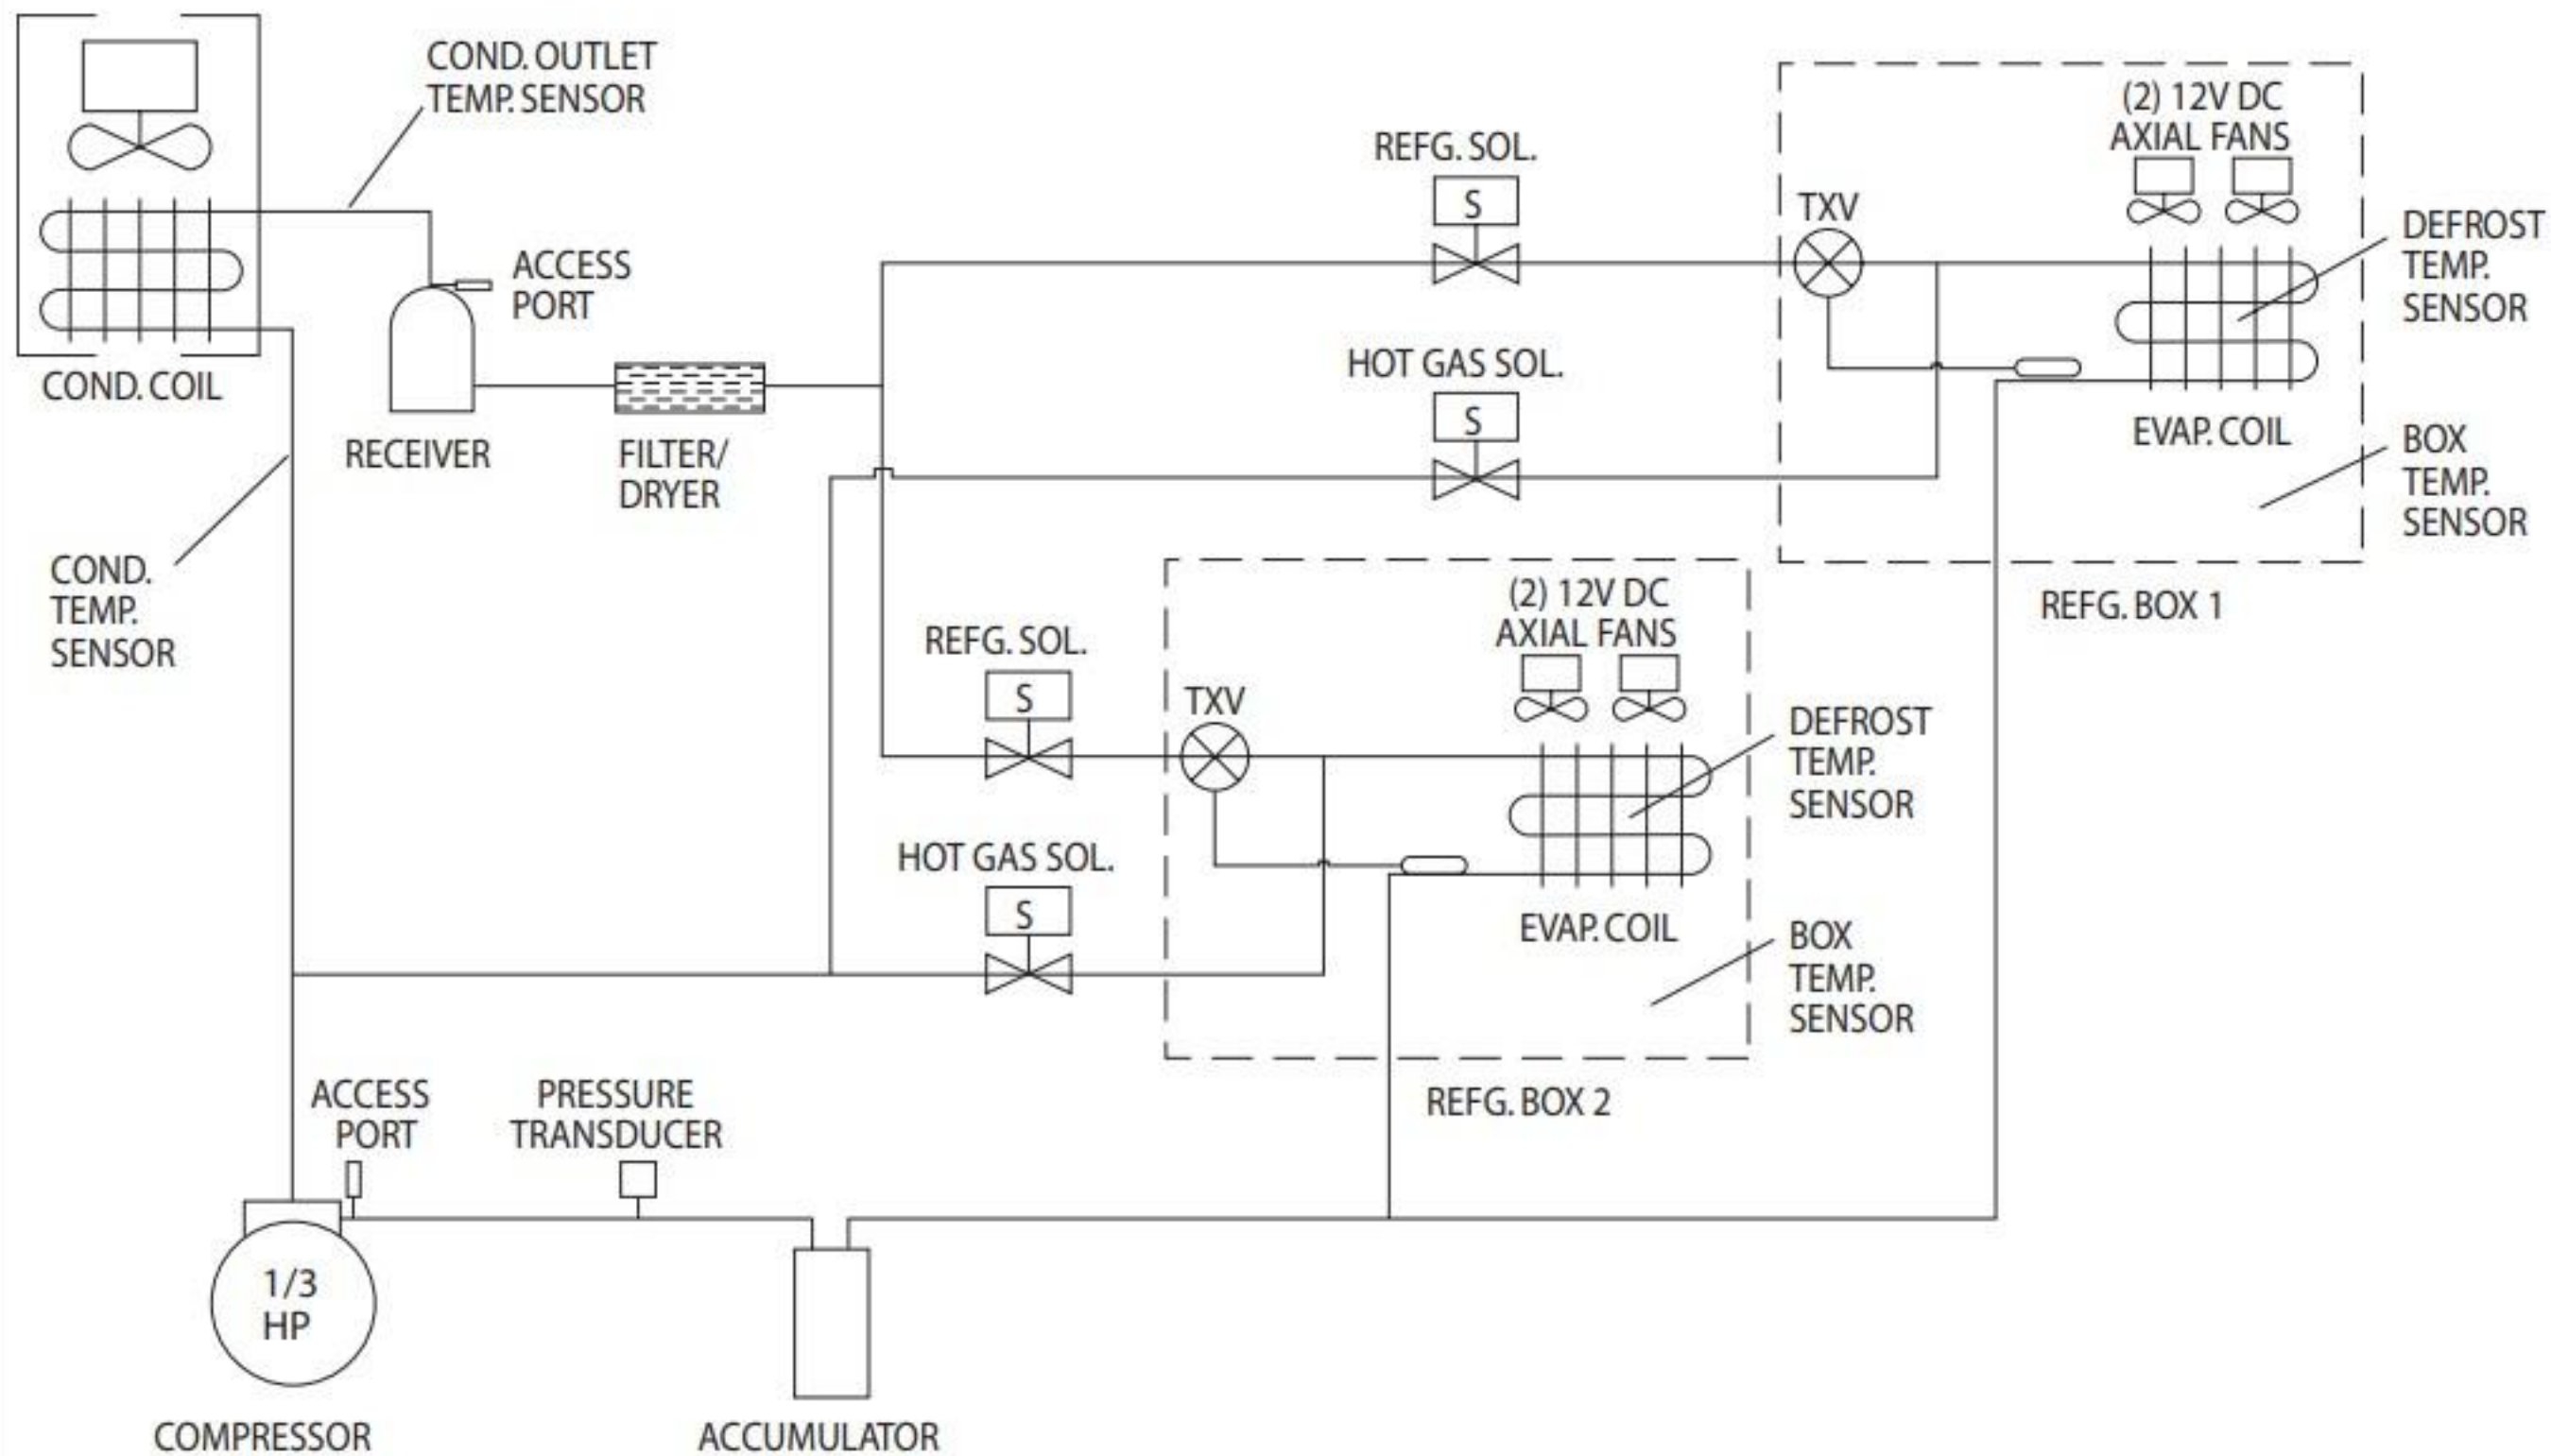 COND. OUTLET
TEMP. SENSOR
COND. COIL
ACCESS
PORT
RECEIVER
FILTER/
DRYER
COND.
TEMP.
SENSOR
REFG. SOL.
S
HOT GAS SOL.
S
TXV
(2) 12V DC
AXIAL FANS
DEFROST
TEMP.
SENSOR
EVAP. COIL
BOX
TEMP.
SENSOR
REFG. BOX 1
REFG. SOL.
S
HOT GAS SOL.
S
TXV
(2) 12V DC
AXIAL FANS
DEFROST
TEMP.
SENSOR
EVAP. COIL
BOX
TEMP.
SENSOR
REFG. BOX 2
ACCESS
PORT
PRESSURE
TRANSDUCER
1/3
HP
COMPRESSOR
ACCUMULATOR